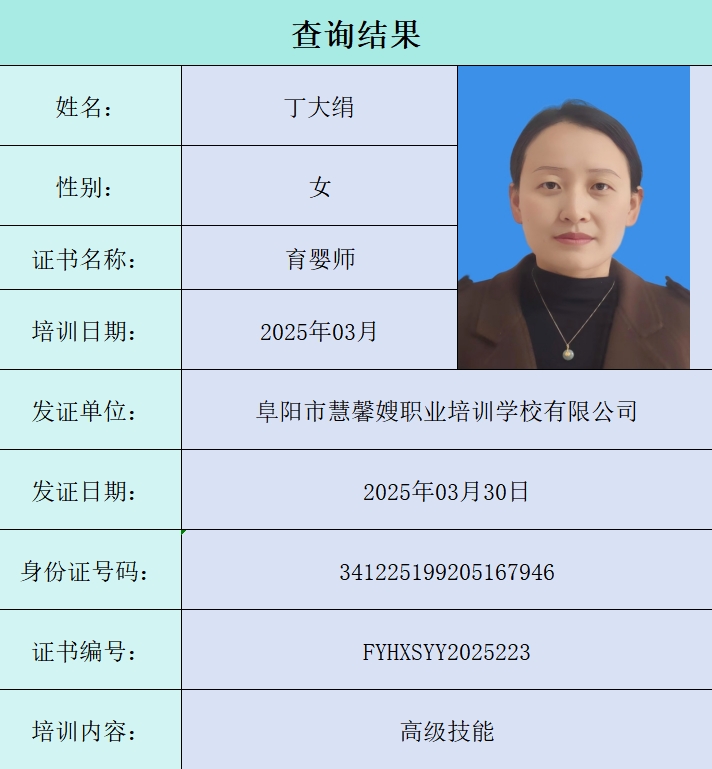 查询结果
姓名： 丁大绢
性别： 女
证书名称： 育婴师
培训日期： 2025年03月
发证单位： 阜阳市慧馨嫂职业培训学校有限公司
发证日期： 2025年03月30日
身份证号码： 341225199205167946
证书编号： FYHXSYY2025223
培训内容： 高级技能